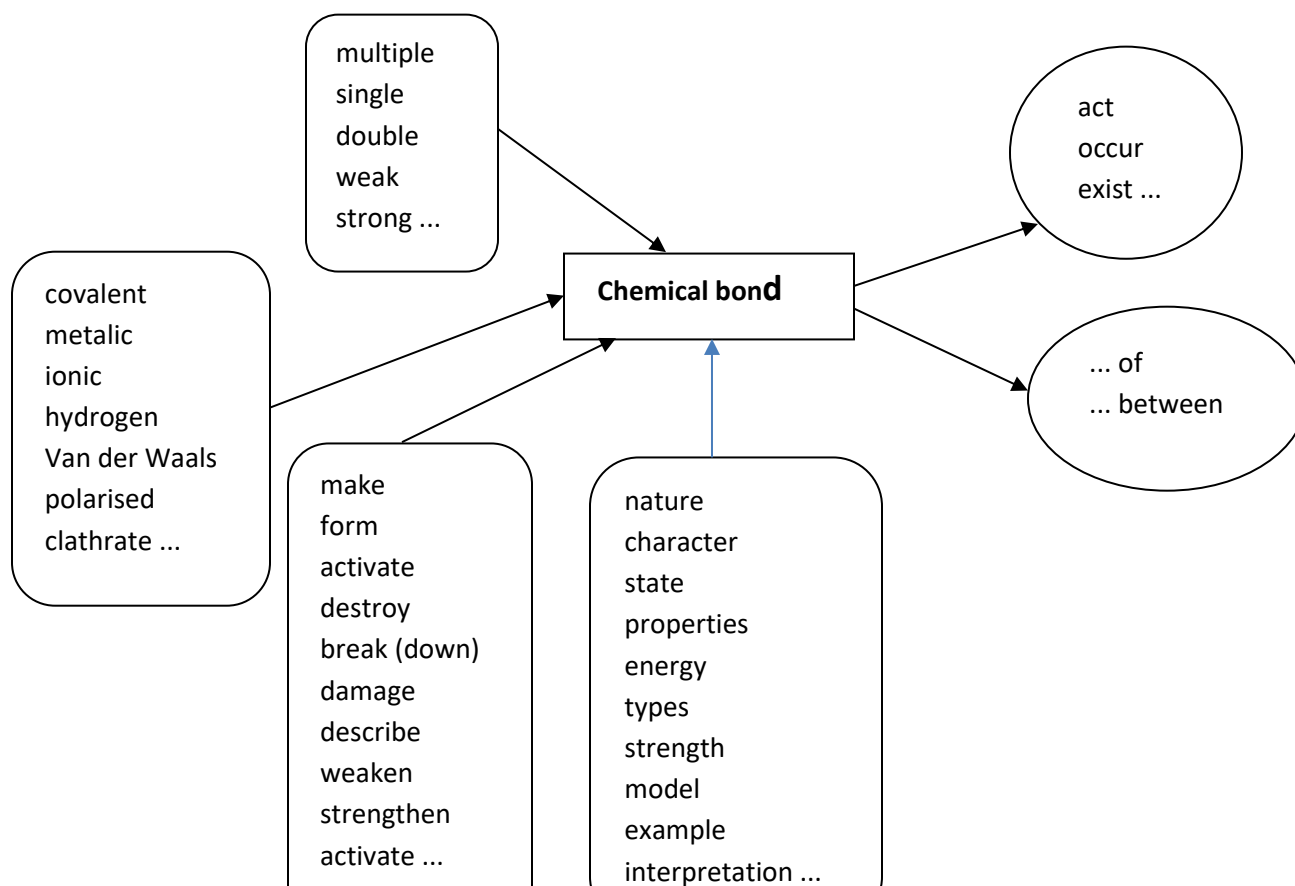 multiple
single
double
weak
strong ...
act
occur
exist ...
Chemical bond
covalent
metalic
ionic
hydrogen
Van der Waals
polarised
clathrate ...
... of
... between
make
form
activate
destroy
break (down)
damage
describe
weaken
strengthen
activate ...
nature
character
state
properties
energy
types
strength
model
example
interpretation ...